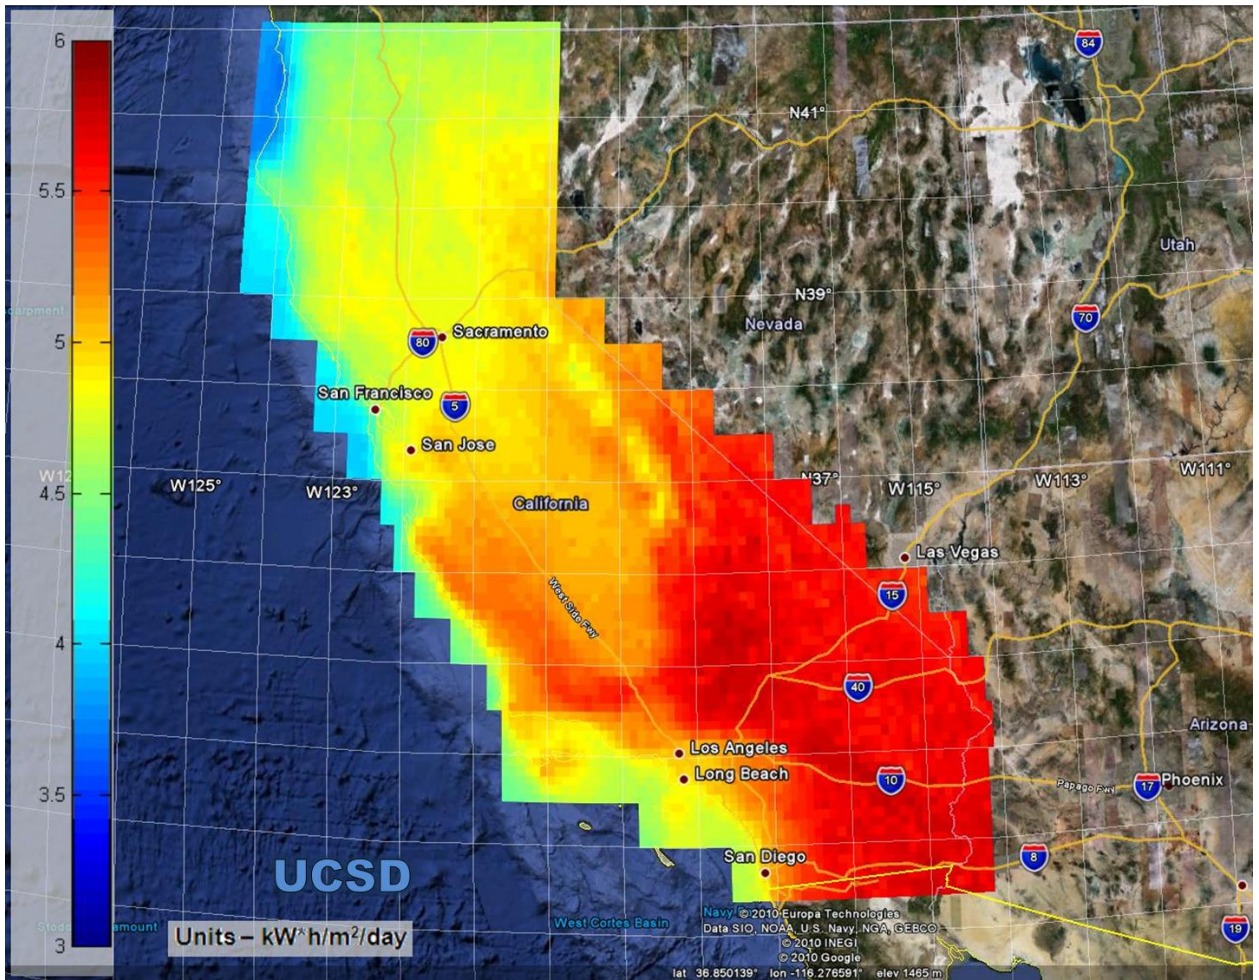 6
84
N41°
5.5
Utah
N39°
70
Nevada
carpment
Sacramento
5
80
San Francisco
5
San Jose
N37°
W111°
W12
4.5
W125°
W123°
California
W115°
W113°
Las Vegas
15
West Side Fwy
4
40
Arizona
Los Angeles
Long Beach
10
Papago Fwy
17
Phoenix
3.5
San Diego
8
UCSD
Navy
©2010 Europa Technologies
West Cortes Basin
Data SIO, NOAA, U.S. Navy, NGA, GEBCO
19
amount
Units – kW*h/m²/day
© 2010 INEGI
3
© 2010 Google
lat 36.850139° lon -116.276591° elev 1465 m